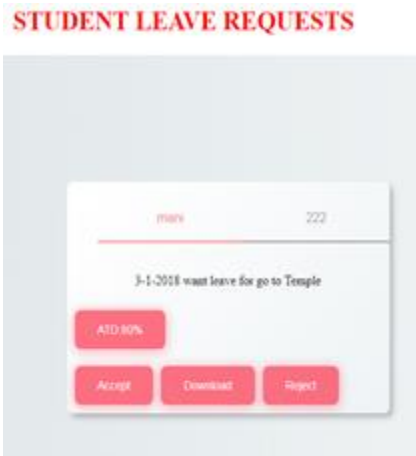 STUDENT LEAVE REQUESTS
mani 222
3-1-2018 want leave for go to Temple
ATD:80%
Accept Download Reject